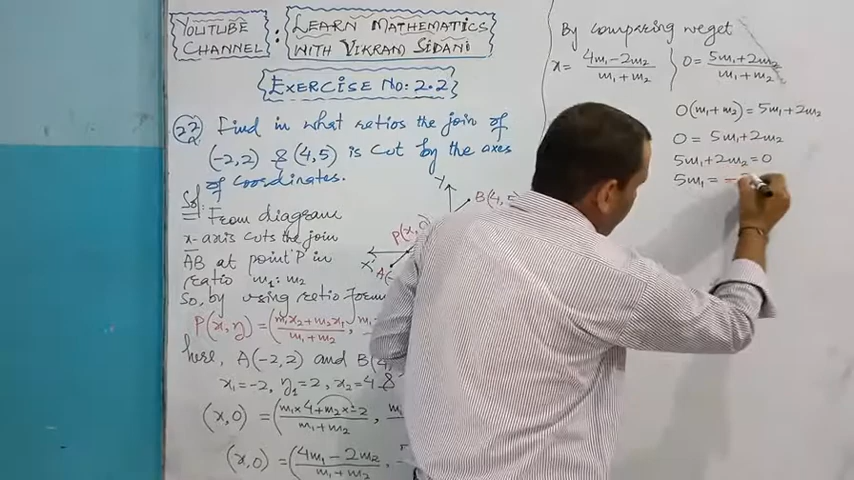 YOUTUBE CHANNEL : LEARN MATHEMATICS WITH VIKRAM SIDANI
EXERCISE NO: 2.2
22 Find in what ratios the join of
(-2,2) & (4,5) is cut by the axes
of coordinates.
Sol:
From diagram
x-axis cuts the join
AB at point P in
ratio m₁:m₂
So, by using ratio
P(x,y) = (m₁x₂+m₂x₁/m₁+m₂,
here, A(-2,2) and B(4
x₁=-2, y₁=2, x₂=4 &
(x,0) = (m₁×4+m₂×-2/m₁+m₂,
(x,0) = (4m₁-2m₂/m₁+m₂,
Y
B(4,5)
P(x,0)
X'
A(-
By comparing we get
x= 4m₁-2m₂/m₁+m₂ , 0= 5m₁+2m₂/m₁+m₂
0(m₁+m₂)=5m₁+2m₂
0= 5m₁+2m₂
5m₁+2m₂=0
5m₁= -